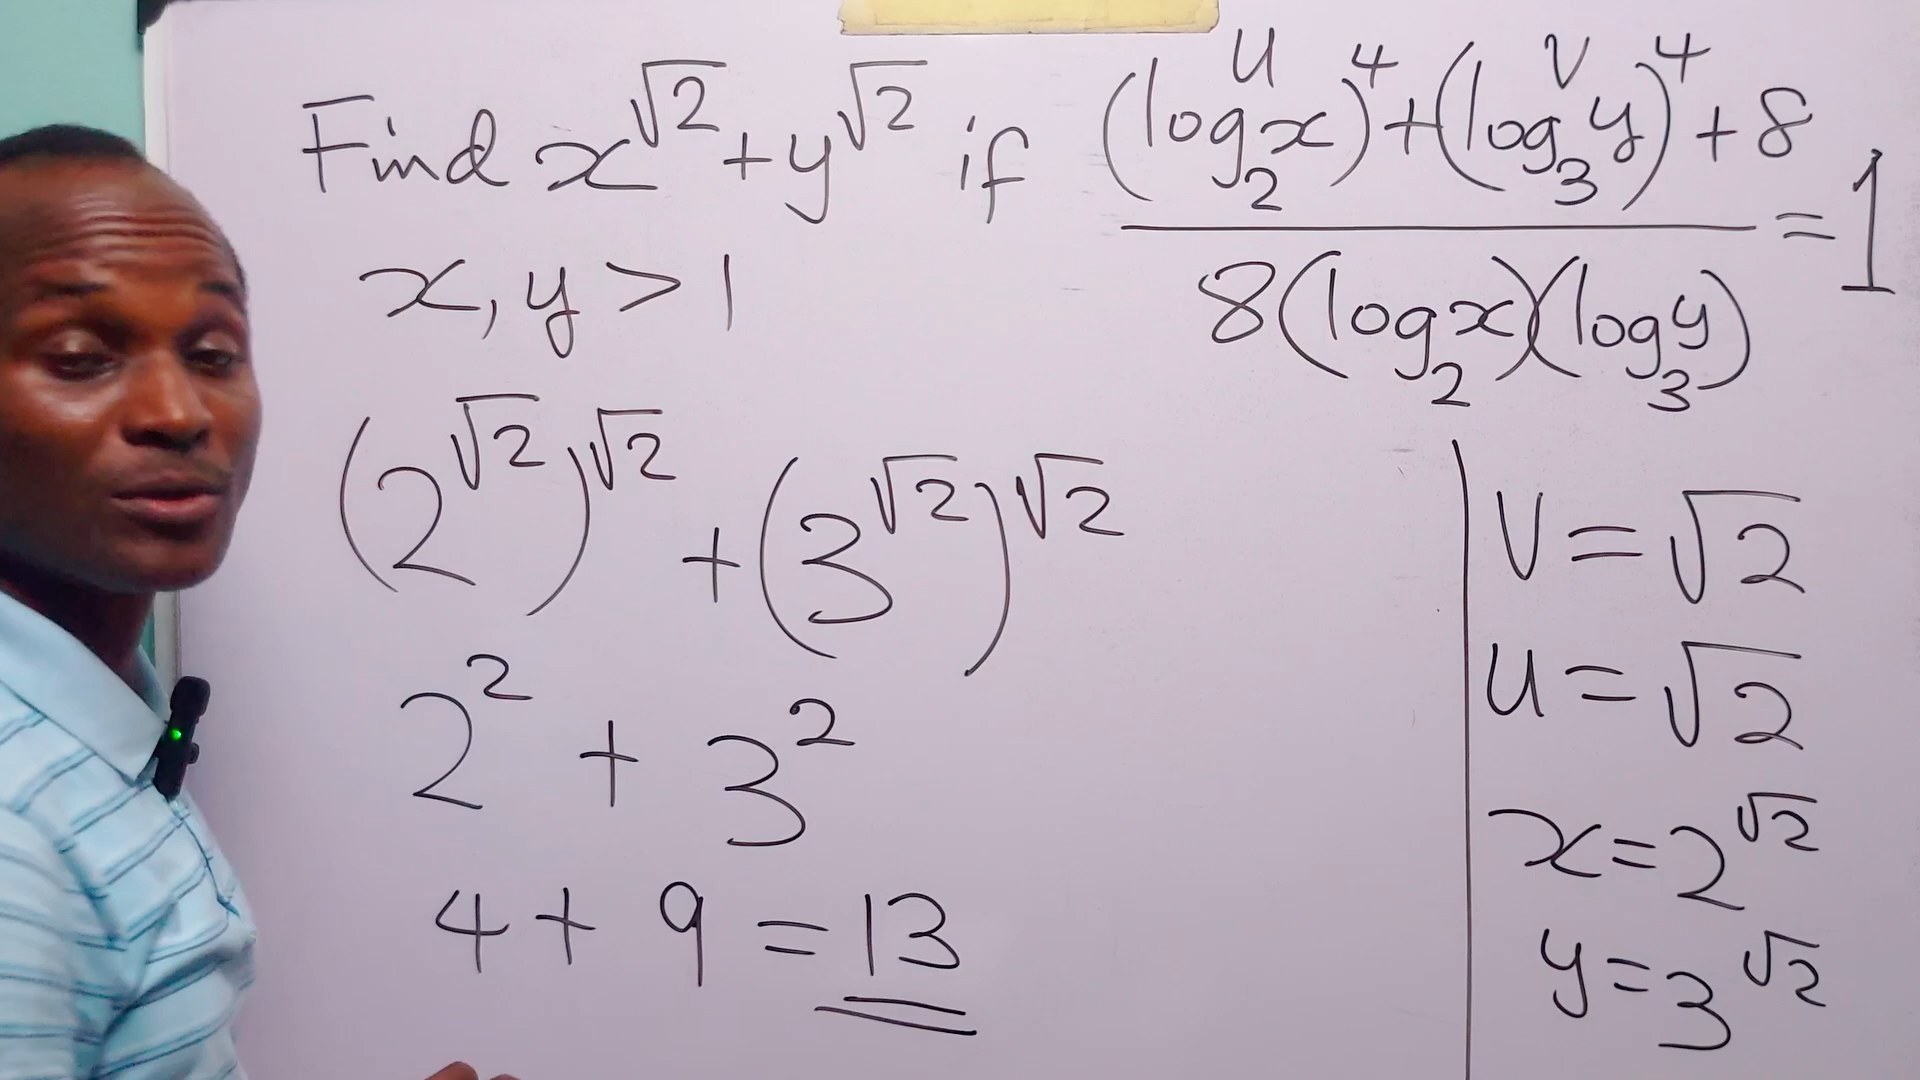 Find x^√2 + y^√2 if ((log₂x)^4 + (log₃y)^4 + 8) / (8(log₂x)(log₃y)) = 1
u v
x, y > 1
(2^√2)^√2 + (3^√2)^√2
2² + 3²
4 + 9 = 13
v = √2
u = √2
x = 2^√2
y = 3^√2